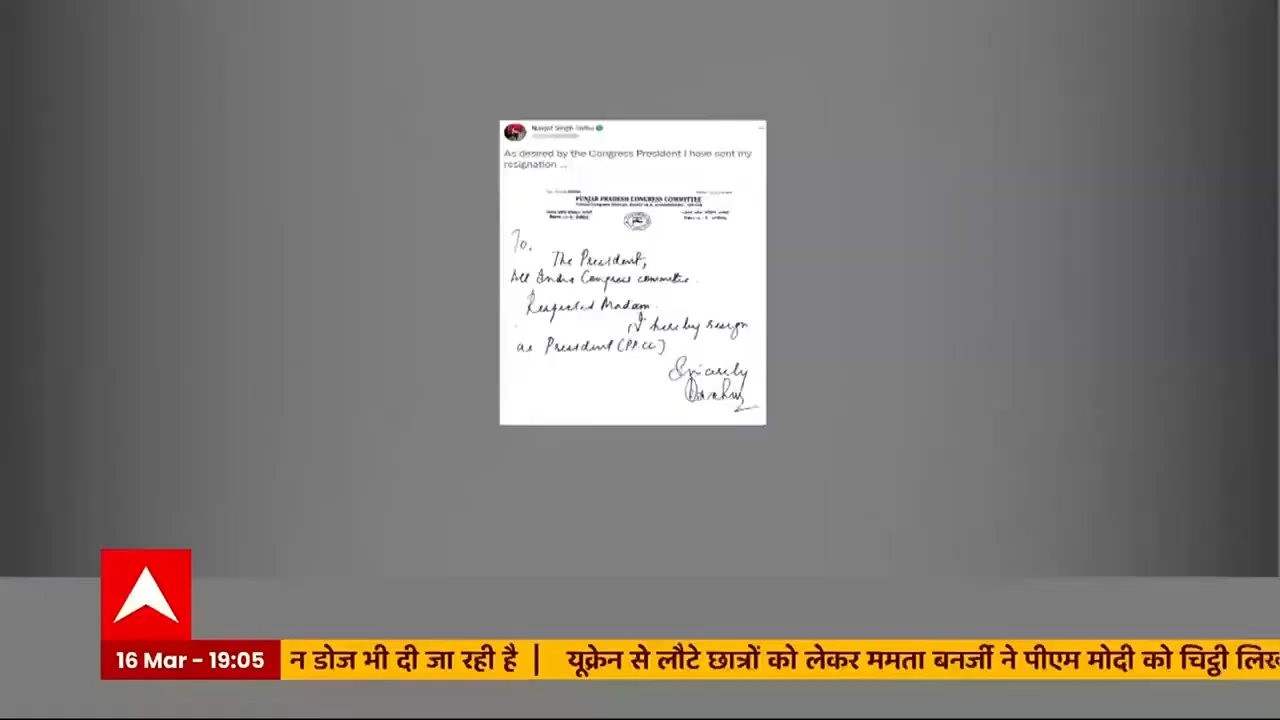 Navjot Singh Sidhu
As desired by the Congress President I have sent my
resignation ...
PUNJAB PRADESH CONGRESS COMMITTEE
To,
The President,
All India Congress committee.
Respected Madam.
I hereby resign
as President (PPCC)
Sincerely
16 Mar - 19:05
न डोज भी दी जा रही है | यूक्रेन से लौटे छात्रों को लेकर ममता बनर्जी ने पीएम मोदी को चिट्ठी लिख